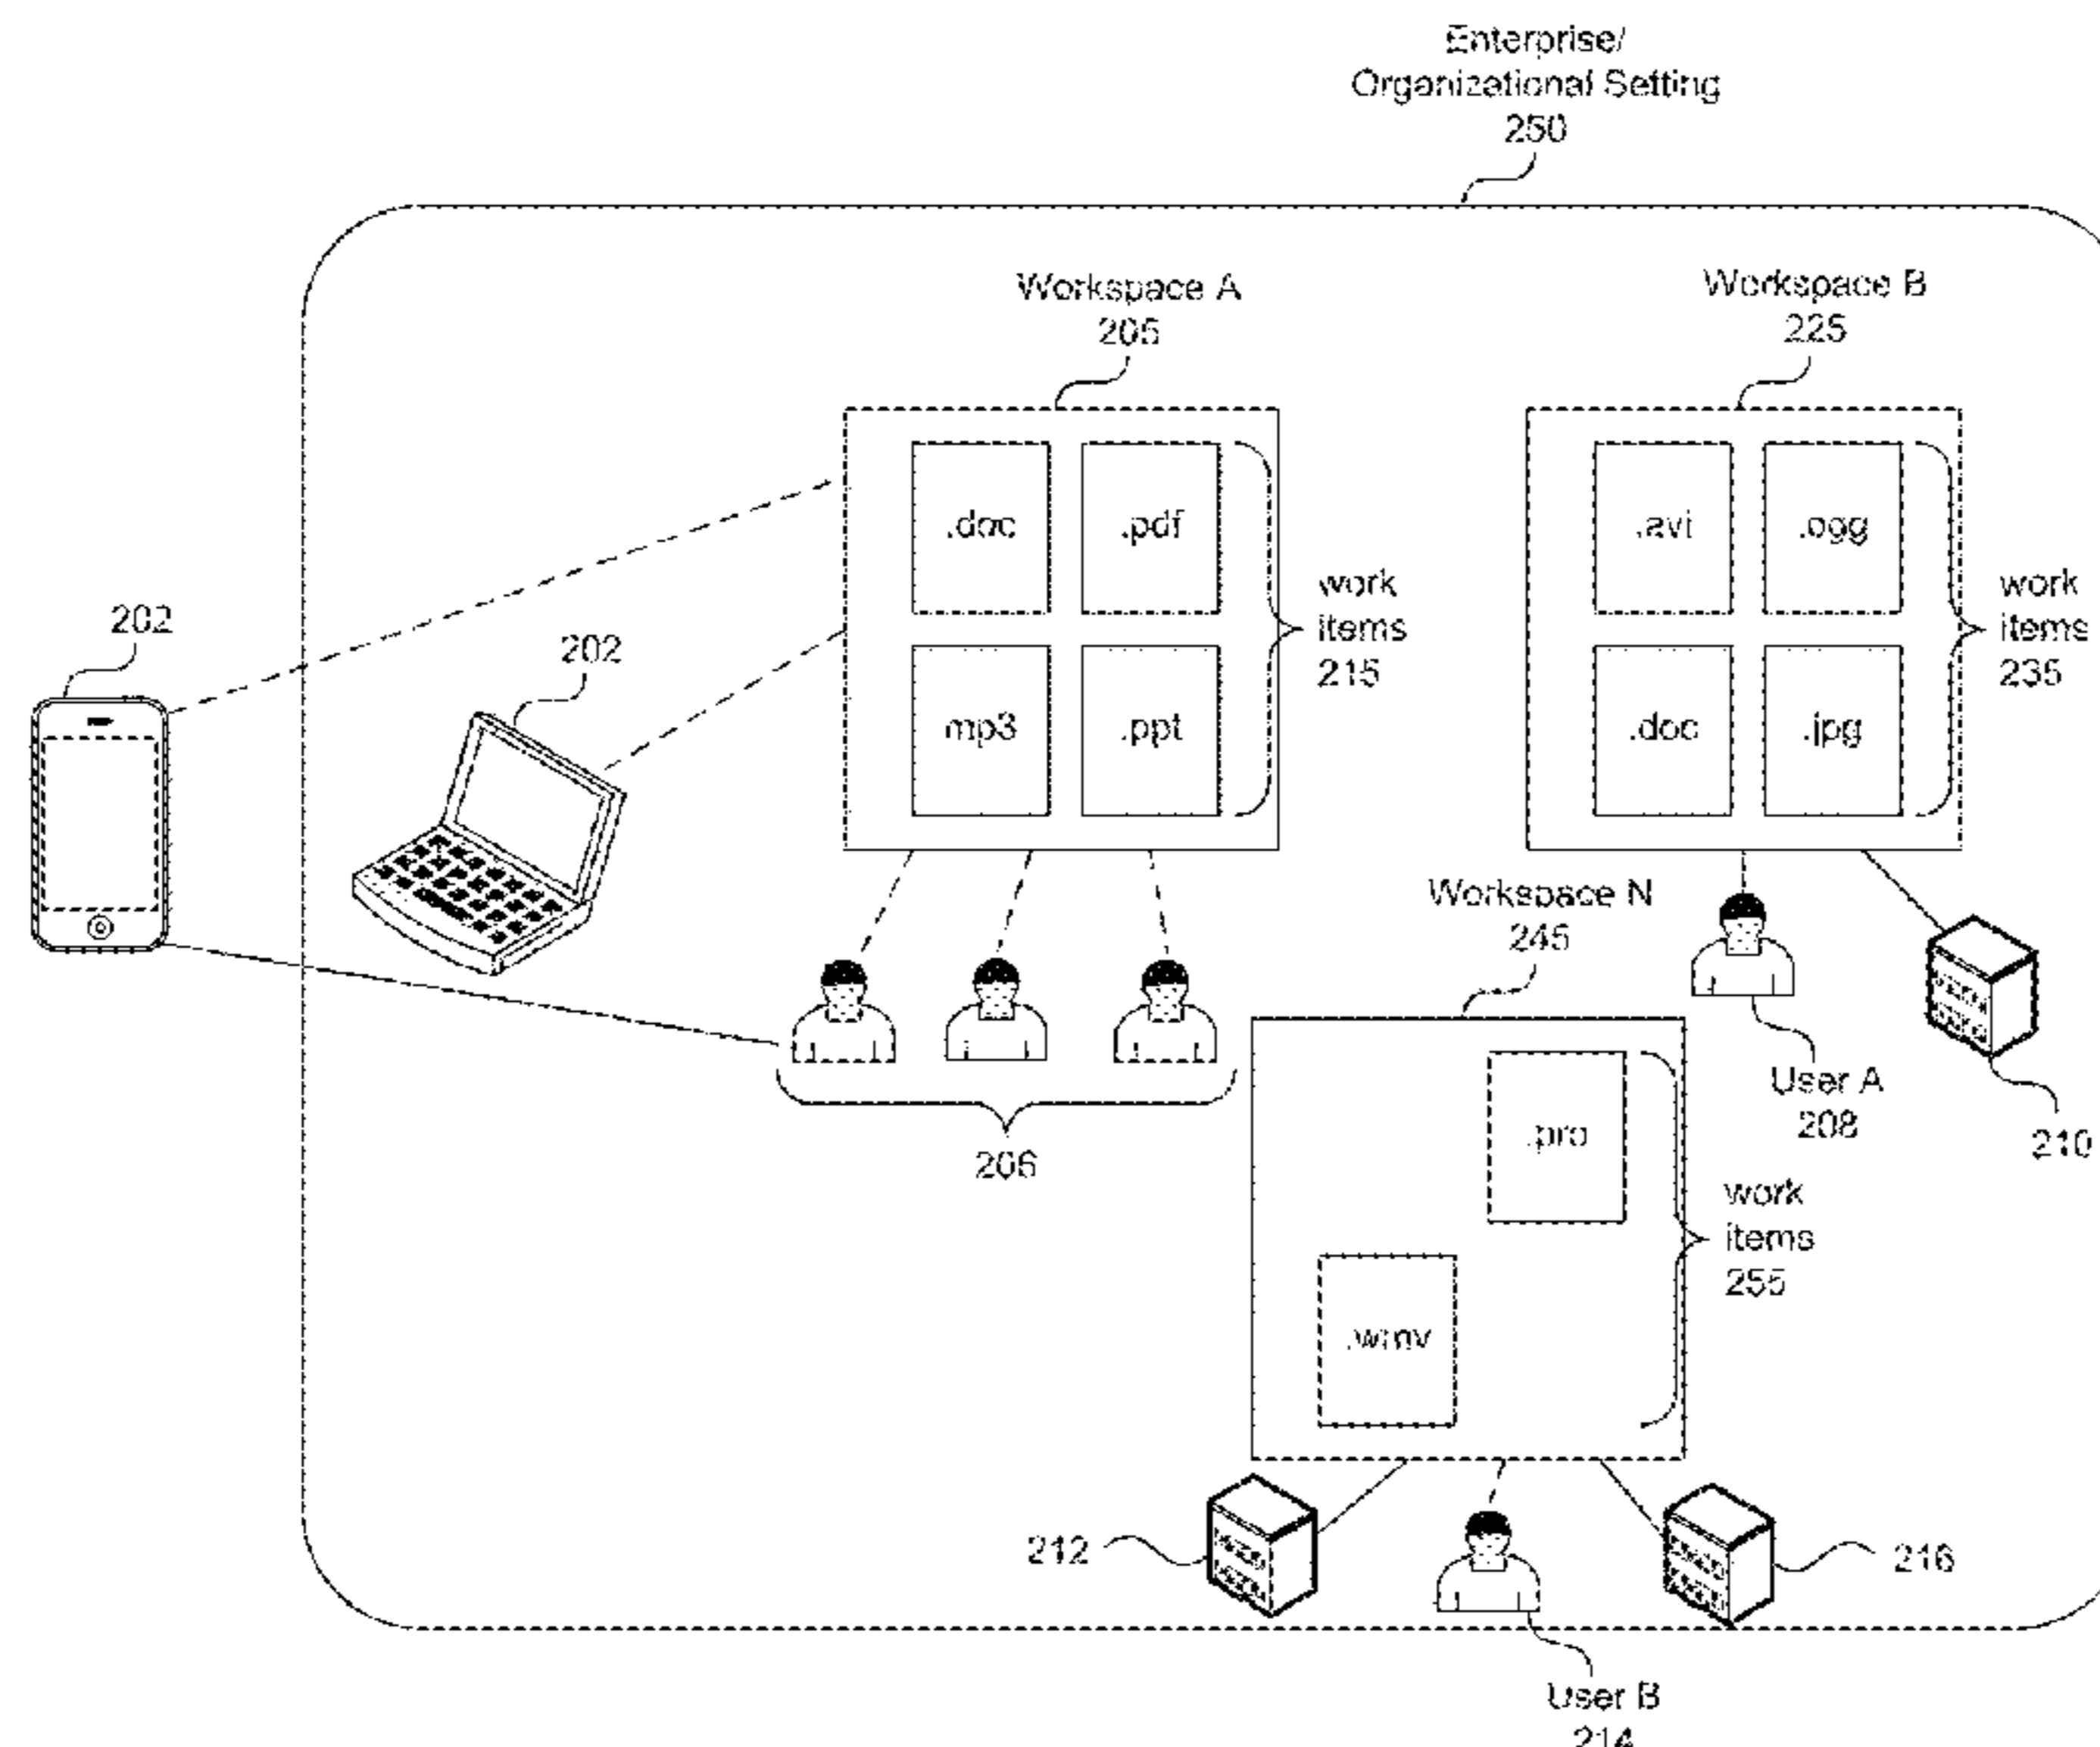 Enterprise/
Organizational Setting
250
Workspace A
205
Workspace B
225
.doc
.pdf
mp3
.ppt
work
items
215
.avi
.ogg
.doc
.jpg
work
items
235
202
202
206
Workspace N
245
User A
208
210
.pro
.wmv
work
items
255
212
216
User B
214